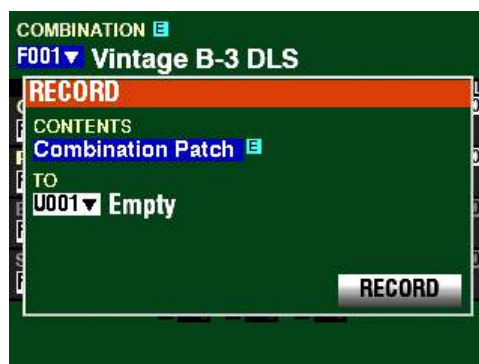 COMBINATION E
F001▼ Vintage B-3 DLS
RECORD
CONTENTS
Combination Patch E
TO
U001▼ Empty
RECORD